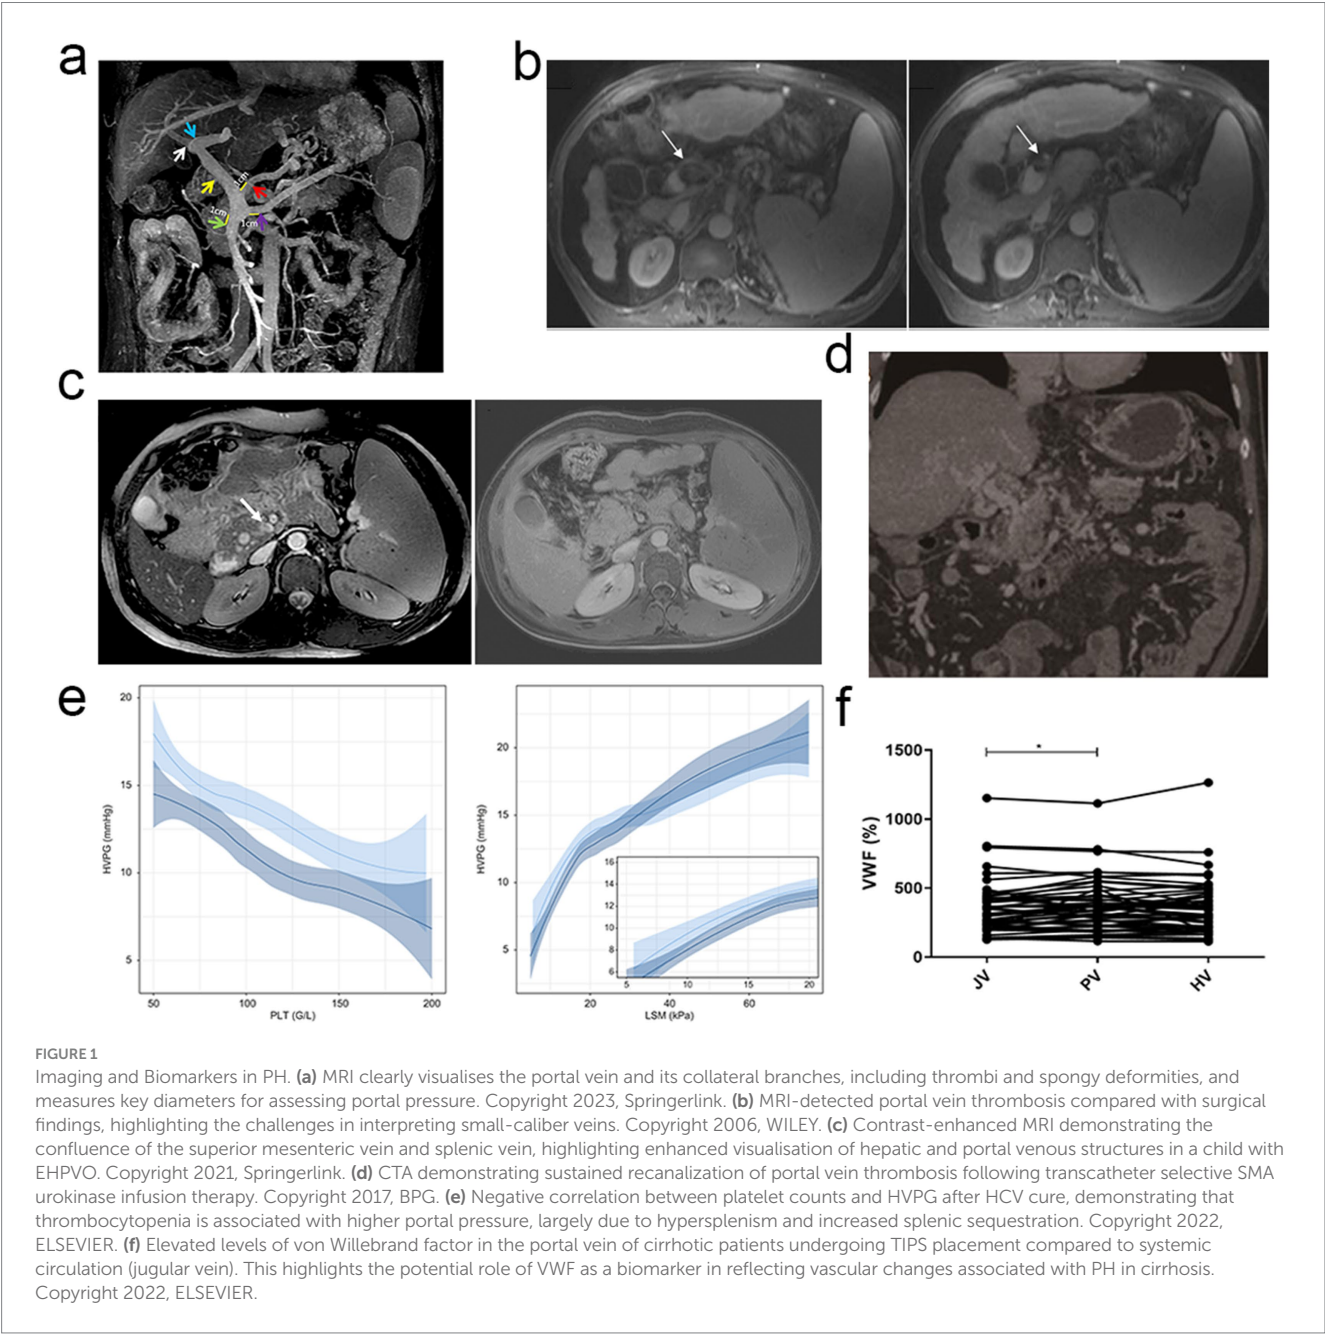 a
b
1cm
1cm
1cm
c
d
e
f
20
15
10
5
HVPG (mmHg)
50
100
150
200
PLT (G/L)
20
15
10
5
HVPG (mmHg)
16
14
12
10
8
6
5
10
15
20
20
40
60
LSM (kPa)
1500
1000
500
0
VWF (%)
*
JV
PV
HV
FIGURE 1
Imaging and Biomarkers in PH. (a) MRI clearly visualises the portal vein and its collateral branches, including thrombi and spongy deformities, and
measures key diameters for assessing portal pressure. Copyright 2023, Springerlink. (b) MRI-detected portal vein thrombosis compared with surgical
findings, highlighting the challenges in interpreting small-caliber veins. Copyright 2006, WILEY. (c) Contrast-enhanced MRI demonstrating the
confluence of the superior mesenteric vein and splenic vein, highlighting enhanced visualisation of hepatic and portal venous structures in a child with
EHPVO. Copyright 2021, Springerlink. (d) CTA demonstrating sustained recanalization of portal vein thrombosis following transcatheter selective SMA
urokinase infusion therapy. Copyright 2017, BPG. (e) Negative correlation between platelet counts and HVPG after HCV cure, demonstrating that
thrombocytopenia is associated with higher portal pressure, largely due to hypersplenism and increased splenic sequestration. Copyright 2022,
ELSEVIER. (f) Elevated levels of von Willebrand factor in the portal vein of cirrhotic patients undergoing TIPS placement compared to systemic
circulation (jugular vein). This highlights the potential role of VWF as a biomarker in reflecting vascular changes associated with PH in cirrhosis.
Copyright 2022, ELSEVIER.